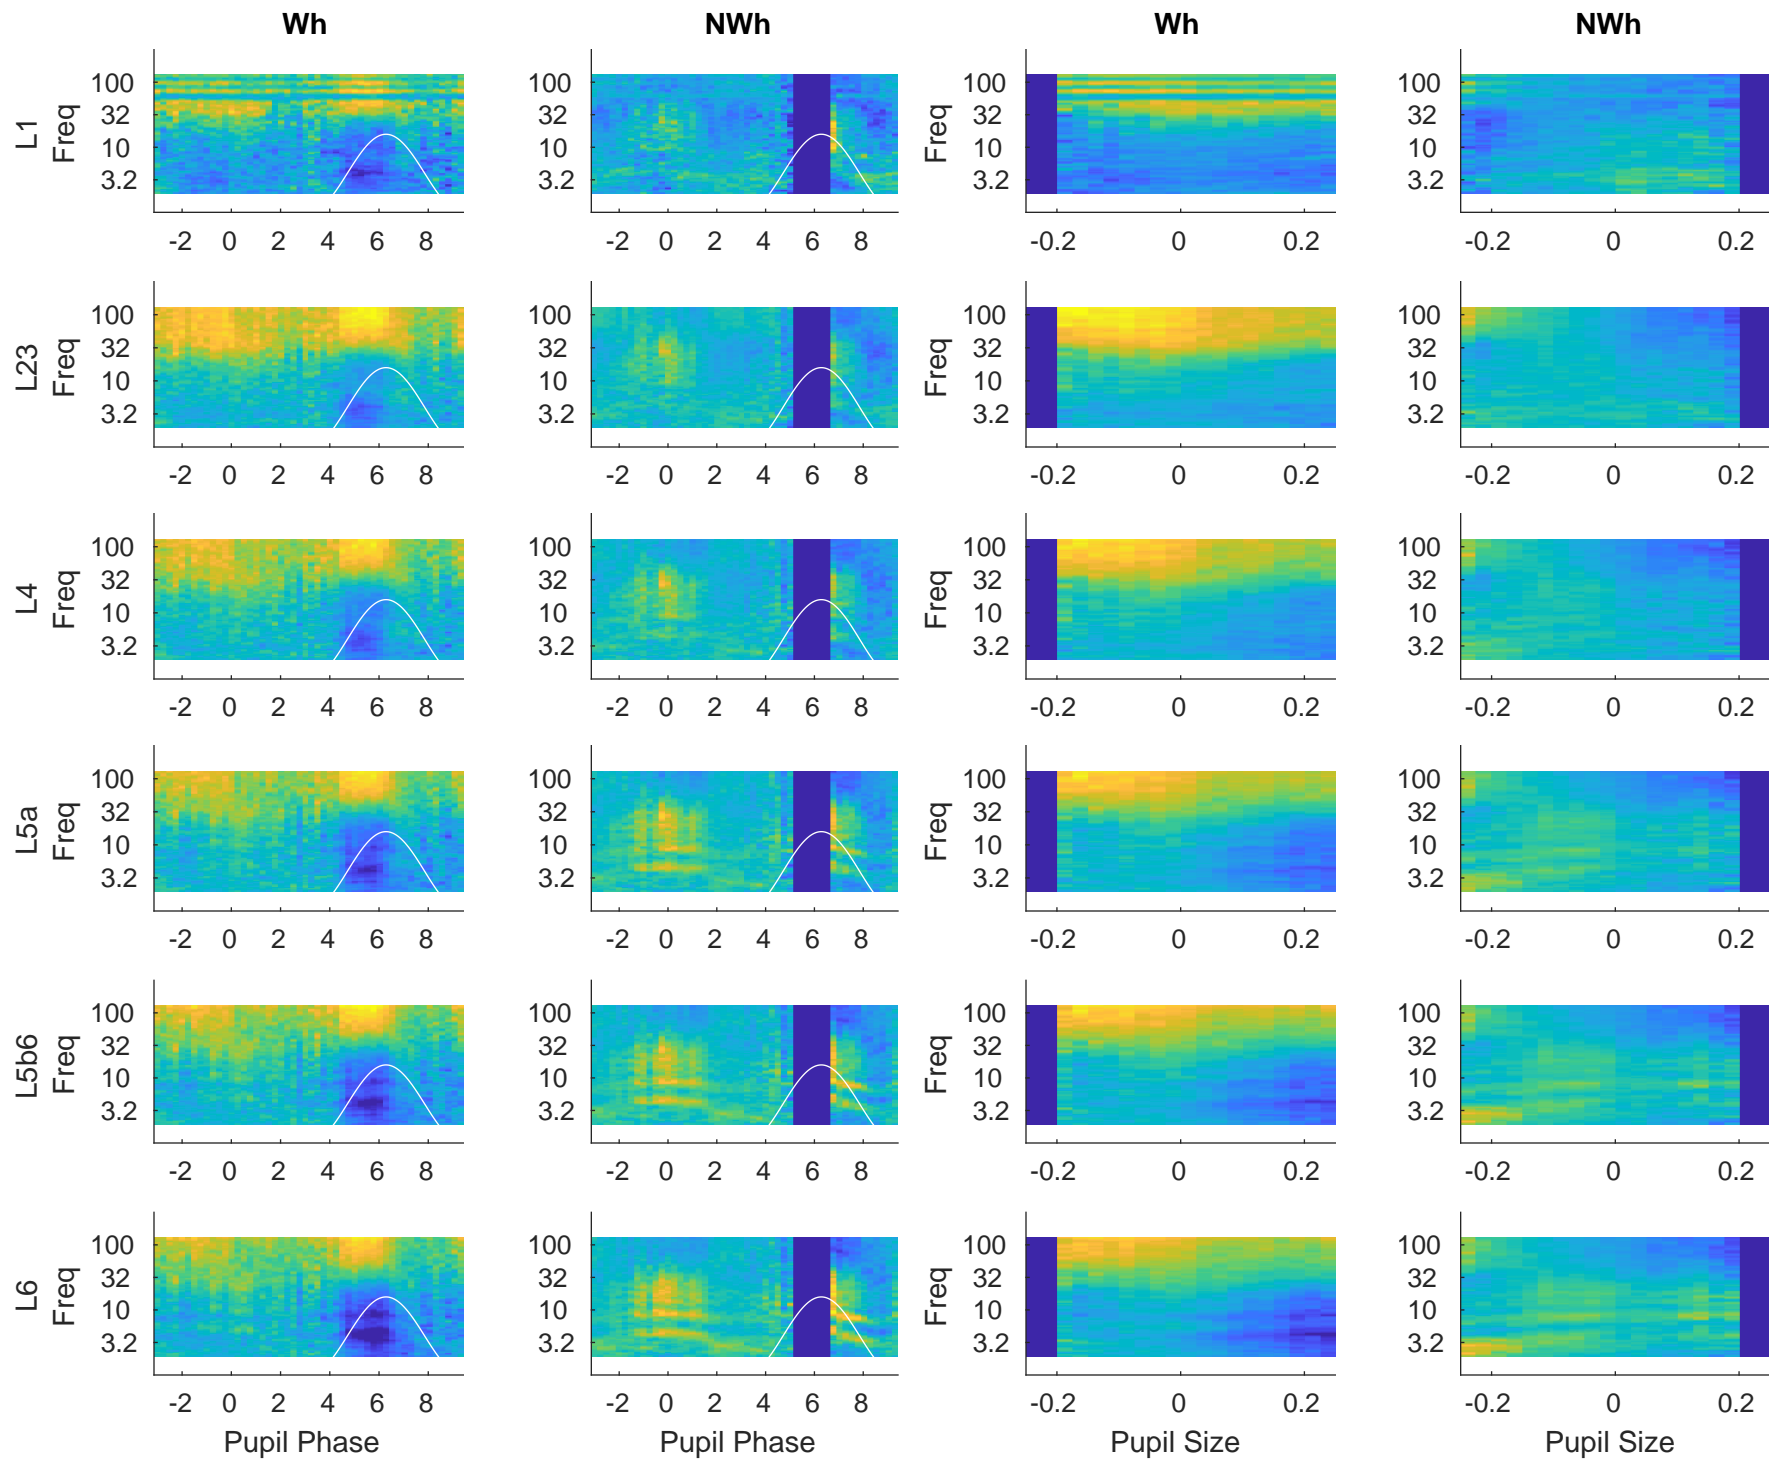 Wh NWh Wh NWh
L1
Freq Freq
100 100 100 100
32 32 32 32
10 10 10 10
3.2 3.2 3.2 3.2
-2 0 2 4 6 8 -2 0 2 4 6 8 -0.2 0 0.2 -0.2 0 0.2
L23
Freq Freq
100 100 100 100
32 32 32 32
10 10 10 10
3.2 3.2 3.2 3.2
-2 0 2 4 6 8 -2 0 2 4 6 8 -0.2 0 0.2 -0.2 0 0.2
L4
Freq Freq
100 100 100 100
32 32 32 32
10 10 10 10
3.2 3.2 3.2 3.2
-2 0 2 4 6 8 -2 0 2 4 6 8 -0.2 0 0.2 -0.2 0 0.2
L5a
Freq Freq
100 100 100 100
32 32 32 32
10 10 10 10
3.2 3.2 3.2 3.2
-2 0 2 4 6 8 -2 0 2 4 6 8 -0.2 0 0.2 -0.2 0 0.2
L5b6
Freq Freq
100 100 100 100
32 32 32 32
10 10 10 10
3.2 3.2 3.2 3.2
-2 0 2 4 6 8 -2 0 2 4 6 8 -0.2 0 0.2 -0.2 0 0.2
L6
Freq Freq
100 100 100 100
32 32 32 32
10 10 10 10
3.2 3.2 3.2 3.2
-2 0 2 4 6 8 -2 0 2 4 6 8 -0.2 0 0.2 -0.2 0 0.2
Pupil Phase Pupil Phase Pupil Size Pupil Size